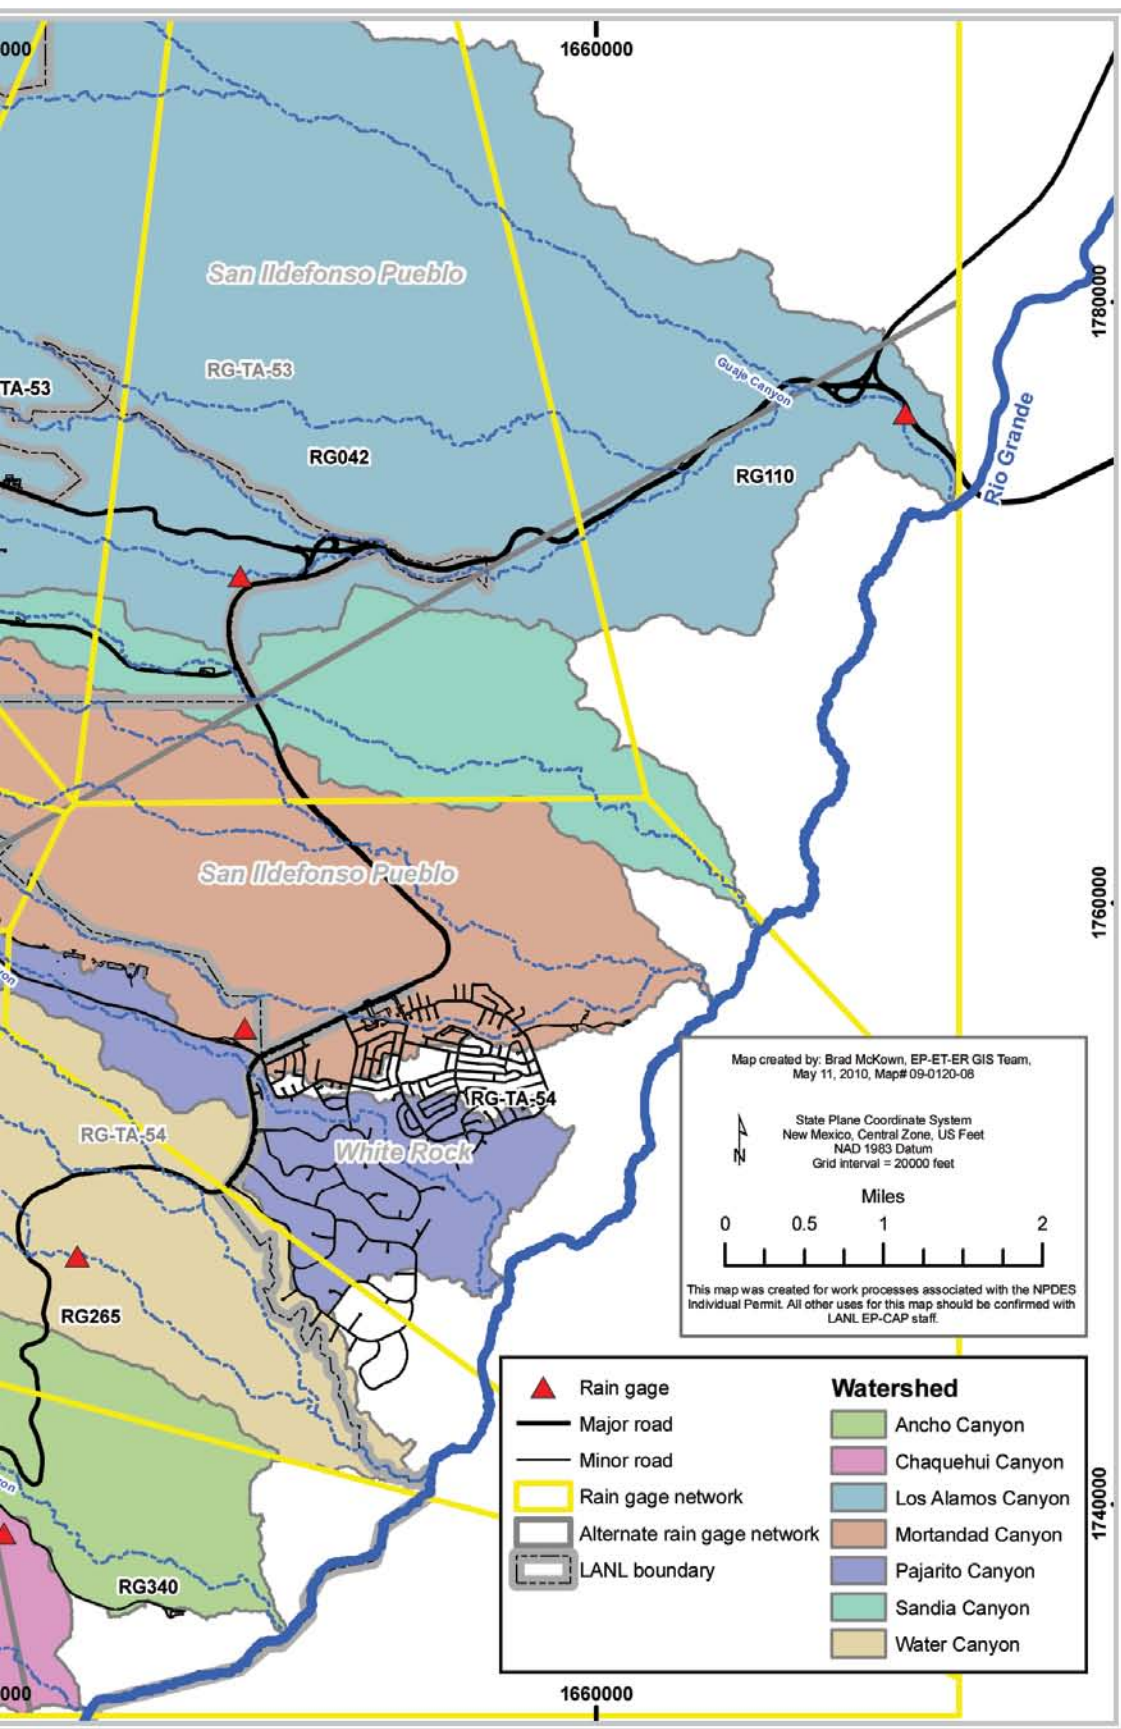 000
1660000
San Ildefonso Pueblo
1780000
RG-TA-53
TA-53
Guaje Canyon
RG042
RG110
Rio Grande
San Ildefonso Pueblo
1760000
yon
RG-TA-54
RG-TA-54
White Rock
RG265
Map created by: Brad McKown, EP-ET-ER GIS Team,
May 11, 2010, Map# 09-0120-08
N
State Plane Coordinate System
New Mexico, Central Zone, US Feet
NAD 1983 Datum
Grid interval = 20000 feet
Miles
0 0.5 1 2
This map was created for work processes associated with the NPDES
Individual Permit. All other uses for this map should be confirmed with
LANL EP-CAP staff.
Rain gage
Major road
Minor road
Rain gage network
Alternate rain gage network
LANL boundary
Watershed
Ancho Canyon
Chaquehui Canyon
Los Alamos Canyon
Mortandad Canyon
Pajarito Canyon
Sandia Canyon
Water Canyon
1740000
yon
RG340
000
1660000